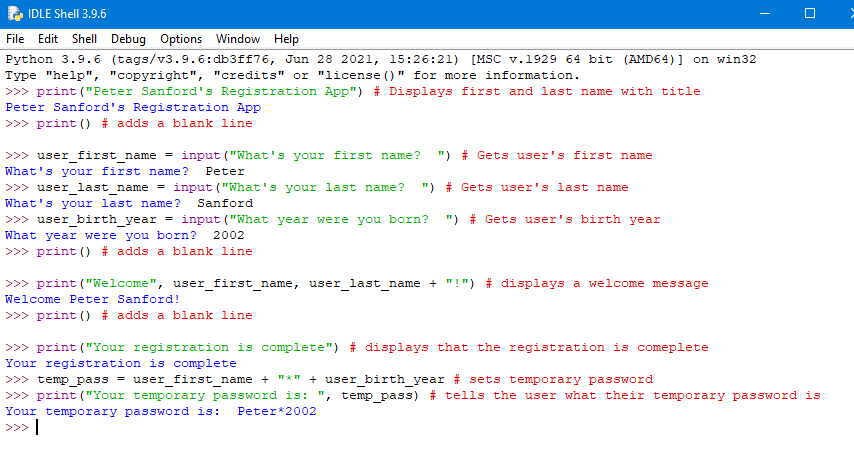 IDLE Shell 3.9.6
File Edit Shell Debug Options Window Help
Python 3.9.6 (tags/v3.9.6:db3ff76, Jun 28 2021, 15:26:21) [MSC v.1929 64 bit (AMD64)] on win32
Type "help", "copyright", "credits" or "license()" for more information.
>>> print("Peter Sanford's Registration App") # Displays first and last name with title
Peter Sanford's Registration App
>>> print() # adds a blank line

>>> user_first_name = input("What's your first name?  ") # Gets user's first name
What's your first name?  Peter
>>> user_last_name = input("What's your last name?  ") # Gets user's last name
What's your last name?  Sanford
>>> user_birth_year = input("What year were you born?  ") # Gets user's birth year
What year were you born?  2002
>>> print() # adds a blank line

>>> print("Welcome", user_first_name, user_last_name + "!") # displays a welcome message
Welcome Peter Sanford!
>>> print() # adds a blank line

>>> print("Your registration is complete") # displays that the registration is comeplete
Your registration is complete
>>> temp_pass = user_first_name + "*" + user_birth_year # sets temporary password
>>> print("Your temporary password is: ", temp_pass) # tells the user what their temporary password is
Your temporary password is:  Peter*2002
>>>